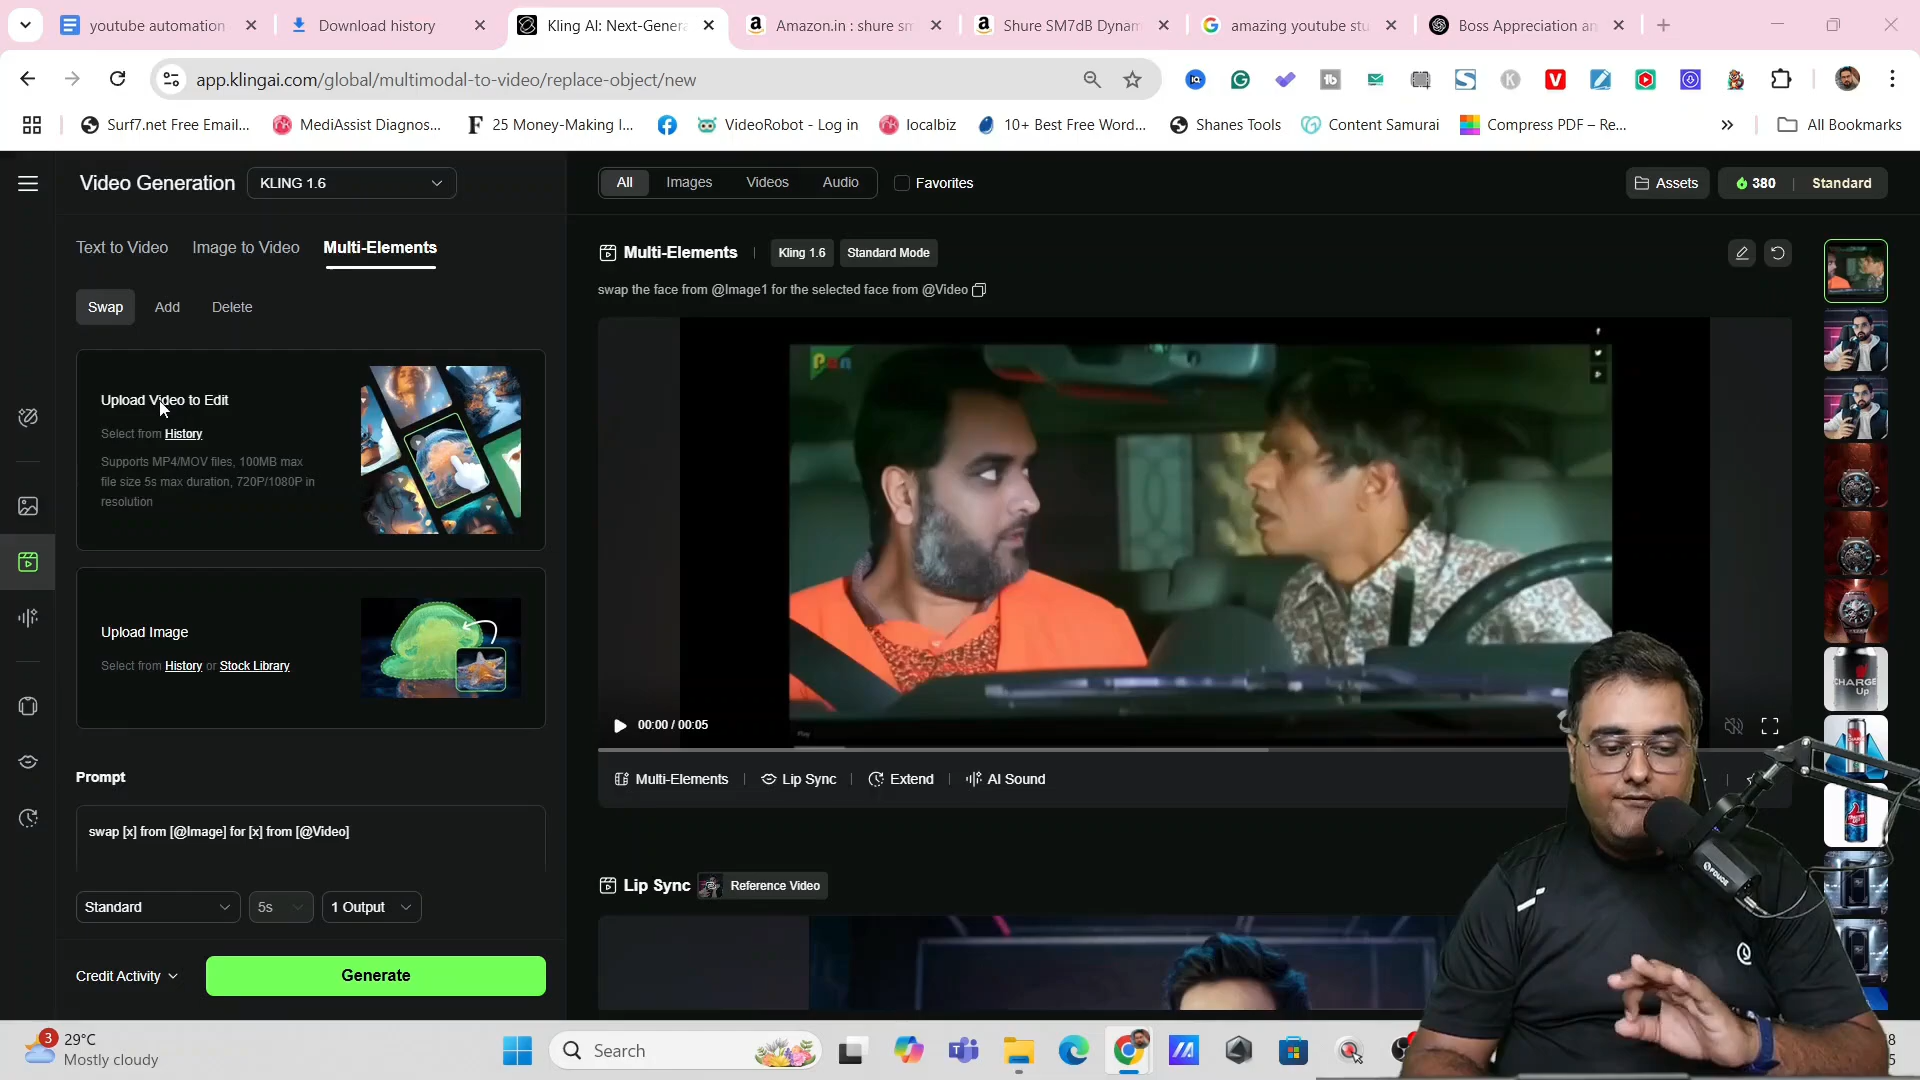 youtube automation
Download history
Kling AI: Next-Genera
Amazon.in : shure sm
Shure SM7dB Dynam
amazing youtube stu
Boss Appreciation an
app.klingai.com/global/multimodal-to-video/replace-object/new
Surf7.net Free Email...
MediAssist Diagnos...
25 Money-Making I...
VideoRobot - Log in
localbiz
10+ Best Free Word...
Shanes Tools
Content Samurai
Compress PDF – Re...
All Bookmarks
Video Generation
KLING 1.6
All
Images
Videos
Audio
Favorites
Assets
380
Standard
Text to Video
Image to Video
Multi-Elements
Swap
Add
Delete
Upload Video to Edit
Select from History
Supports MP4/MOV files, 100MB max
file size 5s max duration, 720P/1080P in
resolution
Upload Image
Select from History or Stock Library
Prompt
swap [x] from [@Image] for [x] from [@Video]
Standard
5s
1 Output
Credit Activity
Generate
Multi-Elements
Kling 1.6
Standard Mode
swap the face from @Image1 for the selected face from @Video
Pen
Play
00:00 / 00:05
Multi-Elements
Lip Sync
Extend
AI Sound
Lip Sync
Reference Video
CHARGE
Up
FDUCE
3
29°C
Mostly cloudy
Search